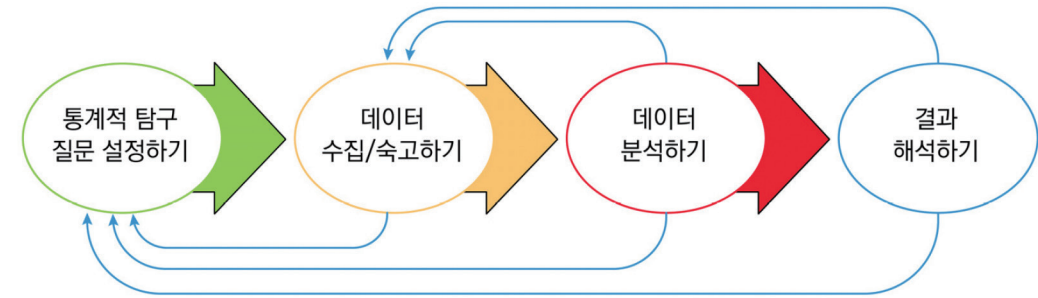 통계적 탐구
질문 설정하기
데이터
수집/숙고하기
데이터
분석하기
결과
해석하기